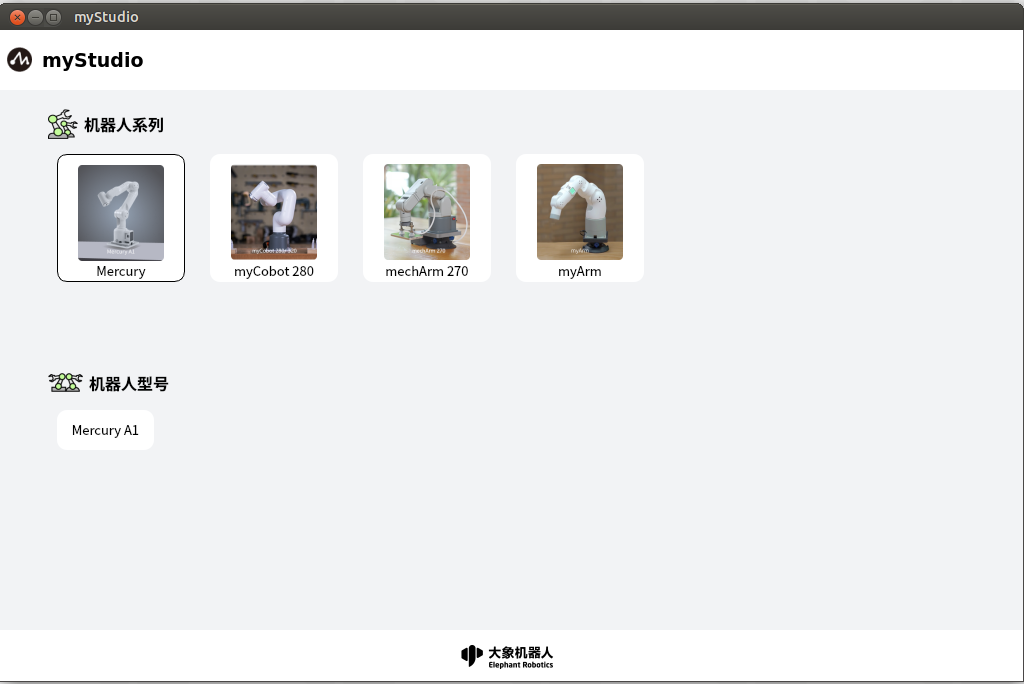 myStudio
myStudio
机器人系列
Mercury A1
myCobot 280/320
mechArm 270
myArm
Mercury
myCobot 280
mechArm 270
myArm
机器人型号
Mercury A1
大象机器人
Elephant Robotics